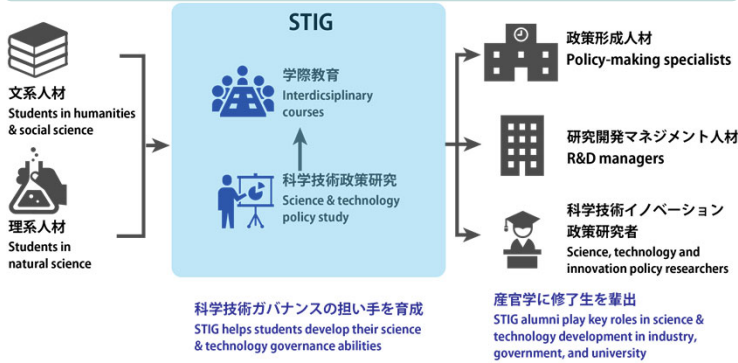 文系人材
Students in humanities
& social science
理系人材
Students in
natural science
STIG
学際教育
Interdicsiplinary
courses
科学技術政策研究
Science & technology
policy study
政策形成人材
Policy-making specialists
研究開発マネジメント人材
R&D managers
科学技術イノベーション
政策研究者
Science, technology and
innovation policy researchers
科学技術ガバナンスの担い手を育成
STIG helps students develop their science
& technology governance abilities
産官学に修了生を輩出
STIG alumni play key roles in science &
technology development in industry,
government, and university